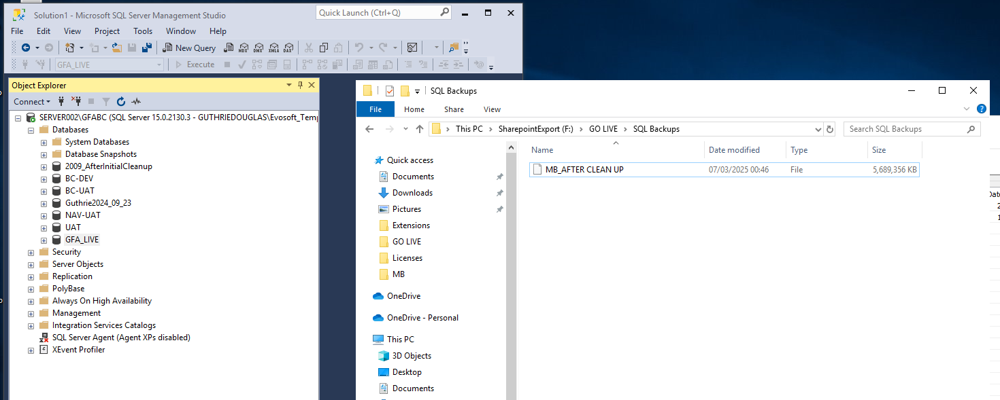 Solution1 - Microsoft SQL Server Management Studio
Quick Launch (Ctrl+Q)
File Edit View Project Tools Window Help
New Query MDX DMX XMLA DAX
GFA_LIVE Execute
Object Explorer
Connect
SERVER002\GFABC (SQL Server 15.0.2130.3 - GUTHRIEDOUGLAS\Evosoft_Temp
Databases
System Databases
Database Snapshots
2009_AfterInitialCleanup
BC-DEV
BC-UAT
Guthrie2024_09_23
NAV-UAT
UAT
GFA_LIVE
Security
Server Objects
Replication
PolyBase
Always On High Availability
Management
Integration Services Catalogs
SQL Server Agent (Agent XPs disabled)
XEvent Profiler
SQL Backups
File Home Share View
This PC SharepointExport (F:) GO LIVE SQL Backups
Search SQL Backups
Name Date modified Type Size
MB_AFTER CLEAN UP 07/03/2025 00:46 File 5,689,356 KB
Quick access
Documents
Downloads
Pictures
Extensions
GO LIVE
Licenses
MB
OneDrive
OneDrive - Personal
This PC
3D Objects
Desktop
Documents